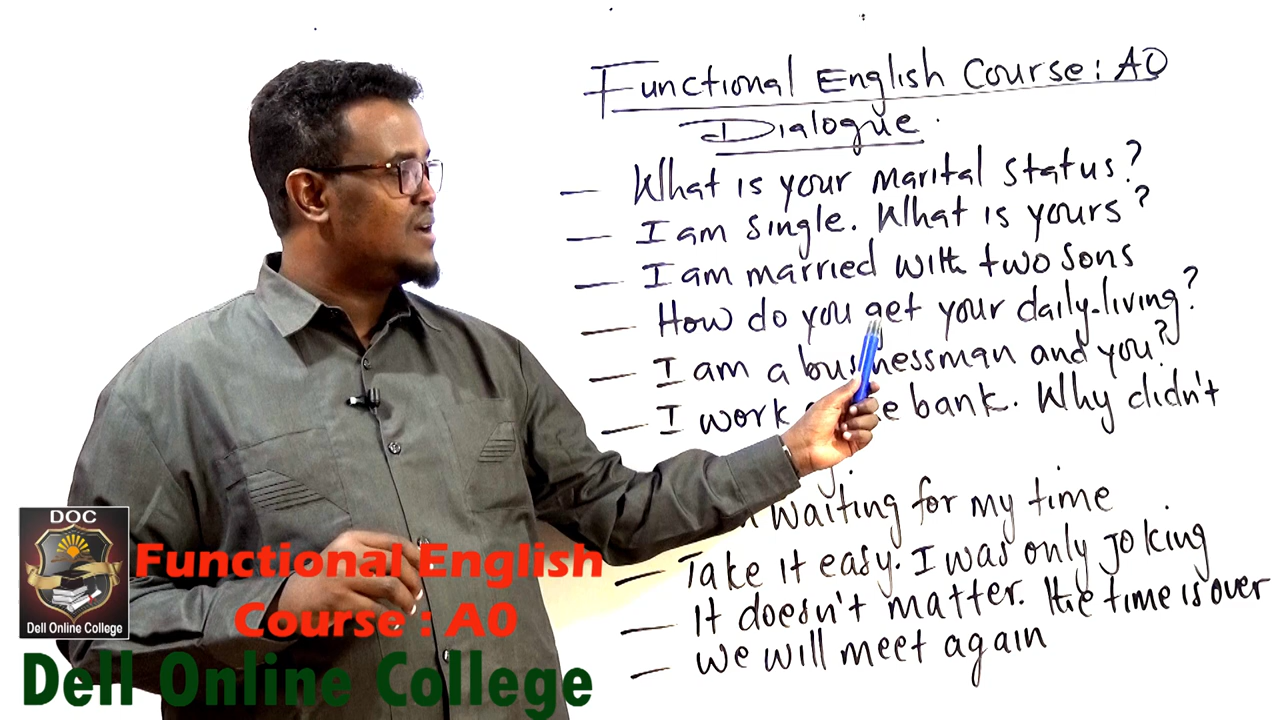 Functional English Course: A0
Dialogue.
— What is your marital status?
— I am single. What is yours?
— I am married with two sons
— How do you get your daily-living?
— I am a businessman and you?
— I work bank. Why didn't
waiting for my time
— Take it easy. I was only joking
— It doesn't matter. the time is over
— We will meet again
DOC
Dell Online College
Functional English
Course : A0
Dell Online College